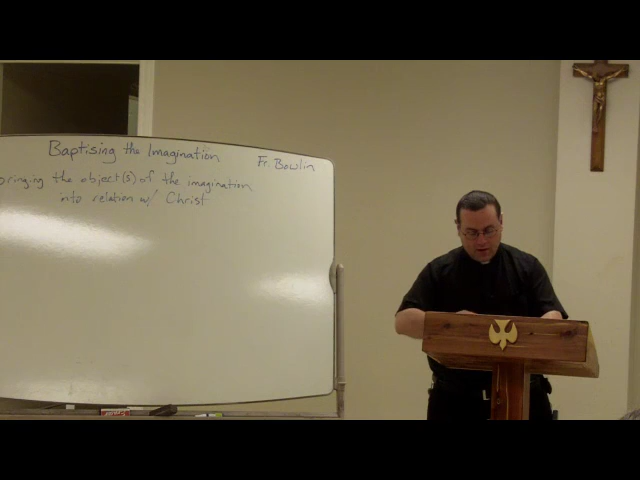 Baptising the Imagination
Fr. Bowlin
bringing the object(s) of the imagination
into relation w/ Christ